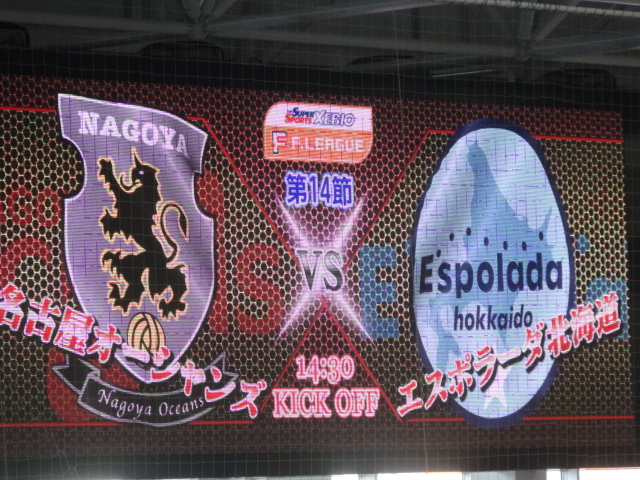 NAGOYA
名古屋オーシャンズ
Nagoya Oceans
SUPER SPORTS XEBIO
F.LEAGUE
第14節
VS
14:30
KICK OFF
Espolada
hokkaido
エスポラーダ北海道